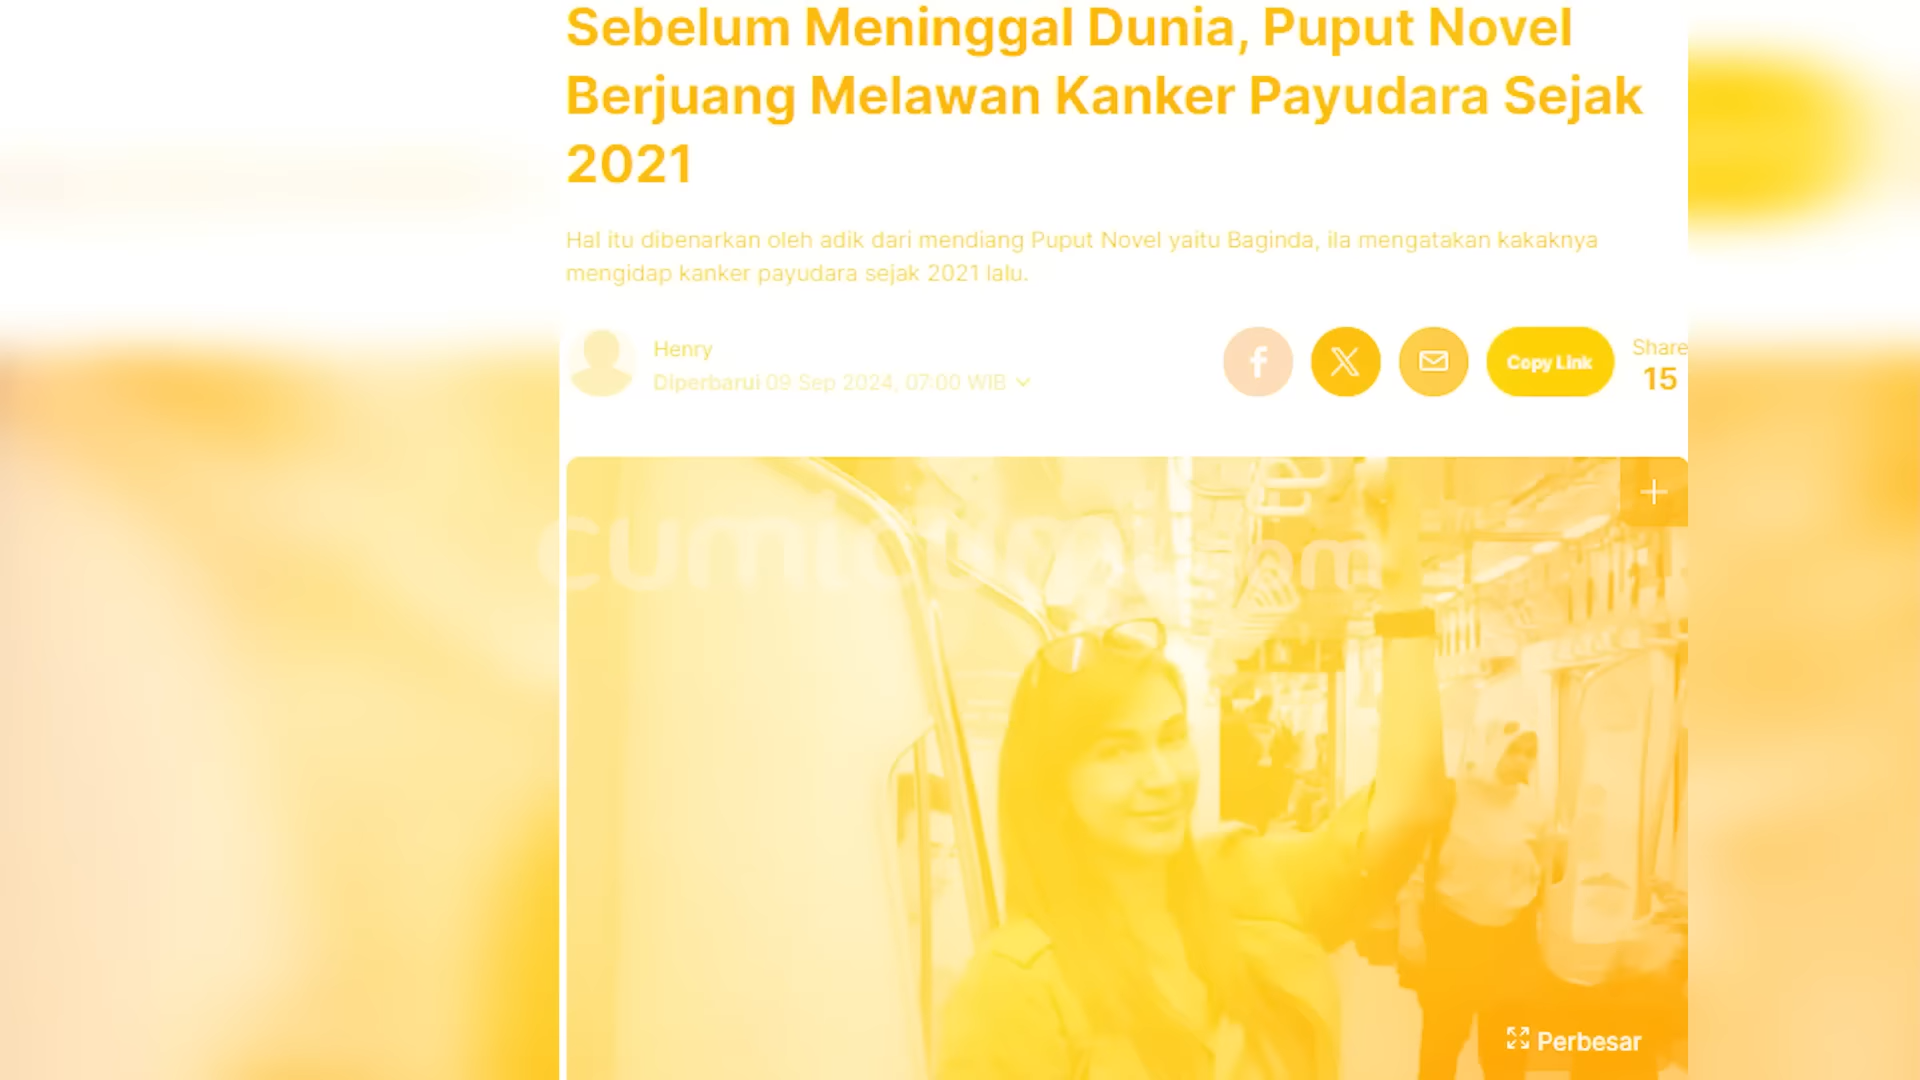 Sebelum Meninggal Dunia, Puput Novel
Berjuang Melawan Kanker Payudara Sejak
2021
Hal itu dibenarkan oleh adik dari mendiang Puput Novel yaitu Baginda, ila mengatakan kakaknya
mengidap kanker payudara sejak 2021 lalu.
Henry
Diperbarui 09 Sep 2024, 07:00 WIB
Copy Link
Share
15
cumicumi.com
Perbesar